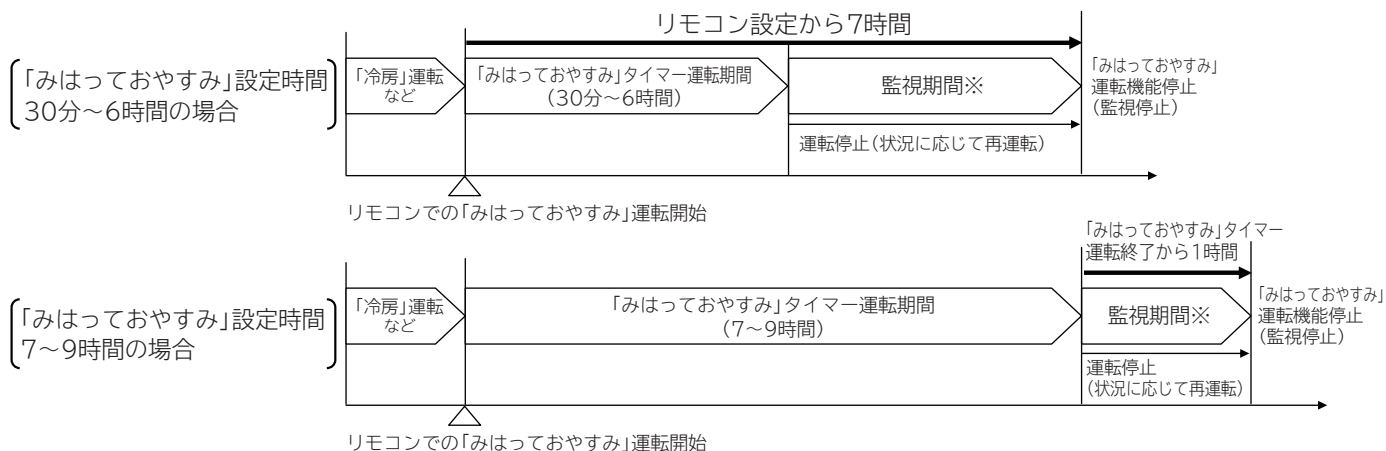 リモコン設定から7時間
「みはっておやすみ」設定時間
30分～6時間の場合
「冷房」運転
など
「みはっておやすみ」タイマー運転期間
（30分～6時間）
監視期間※
「みはっておやすみ」
運転機能停止
（監視停止）
運転停止（状況に応じて再運転）
リモコンでの「みはっておやすみ」運転開始
「みはっておやすみ」タイマー
運転終了から1時間
「みはっておやすみ」設定時間
7～9時間の場合
「冷房」運転
など
「みはっておやすみ」タイマー運転期間
（7～9時間）
監視期間※
「みはっておやすみ」
運転機能停止
（監視停止）
運転停止
（状況に応じて再運転）
リモコンでの「みはっておやすみ」運転開始